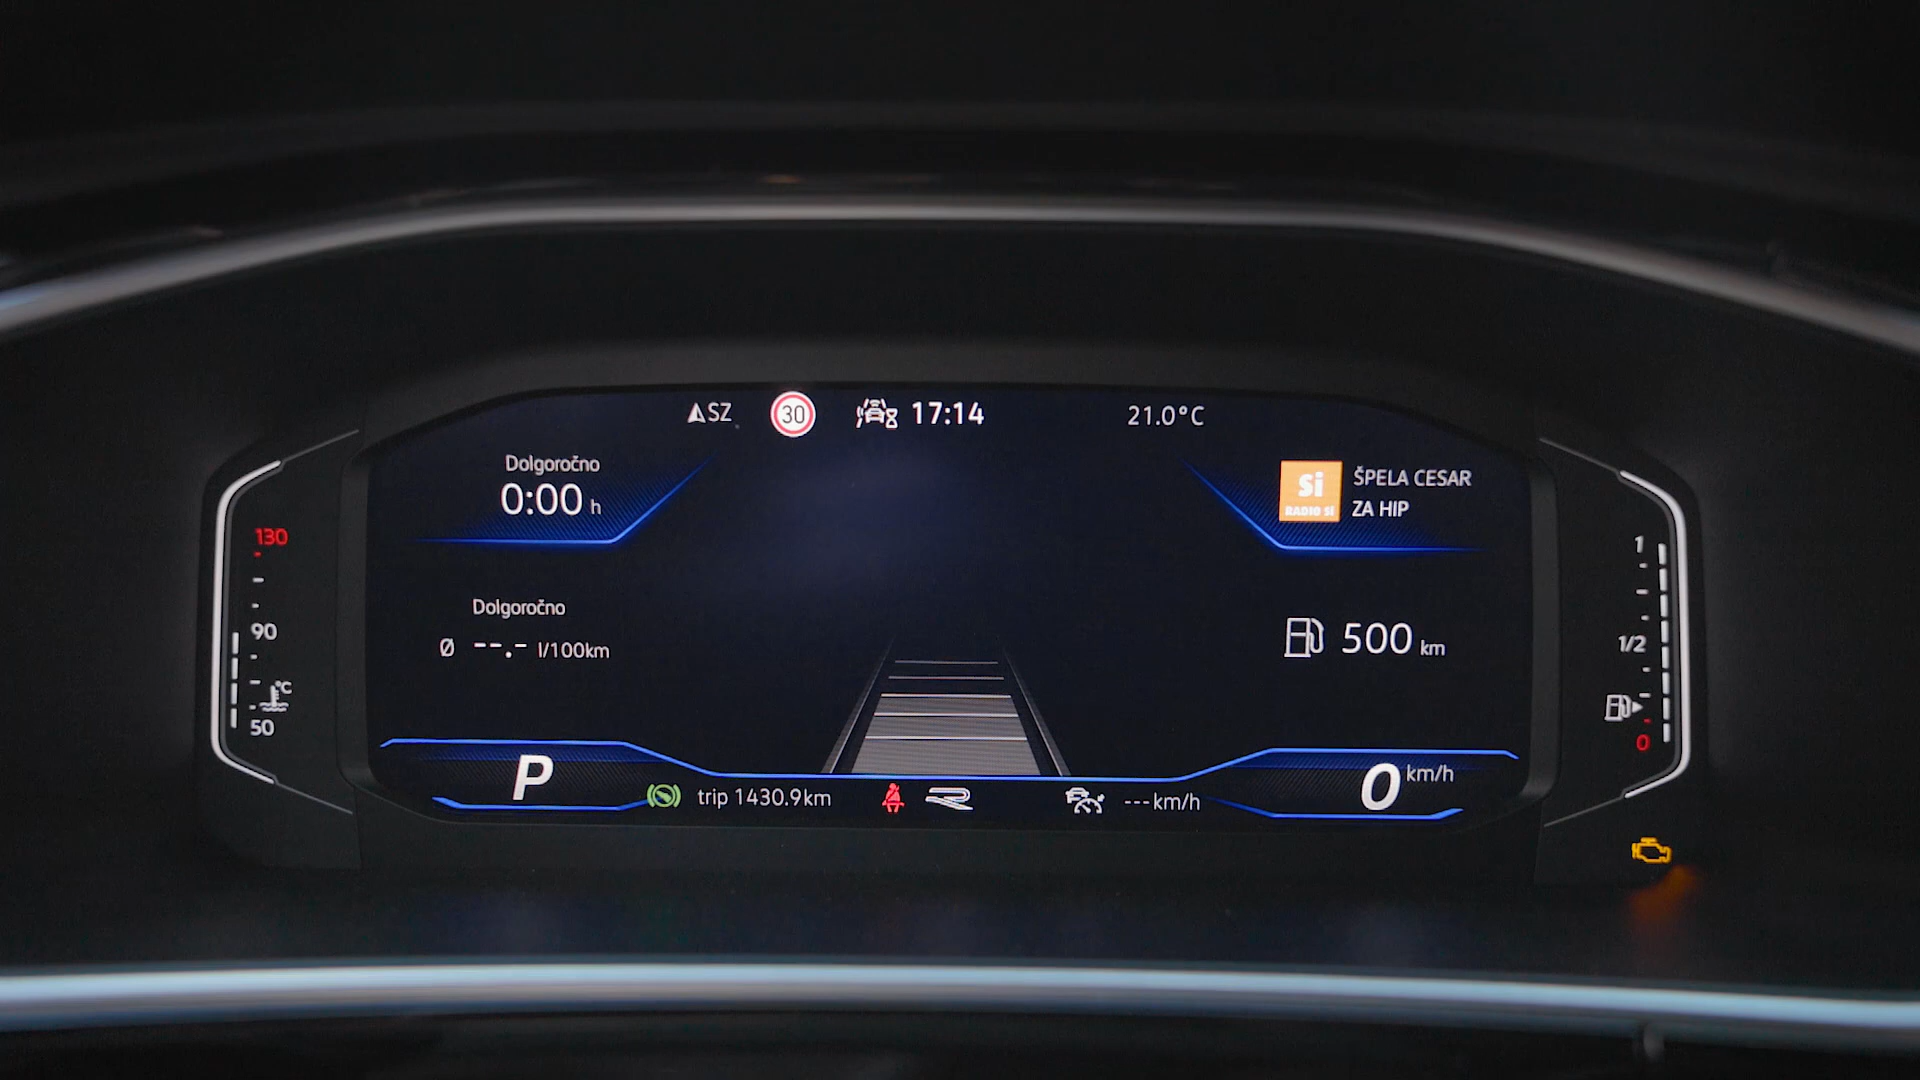 SZ
30
17:14
21.0°C
Dolgoročno
0:00 h
Si
RADIO SI
ŠPELA CESAR
ZA HIP
130
90
°C
50
Dolgoročno
Ø --.- l/100km
500 km
1
1/2
0
P
trip 1430.9km
--- km/h
0 km/h